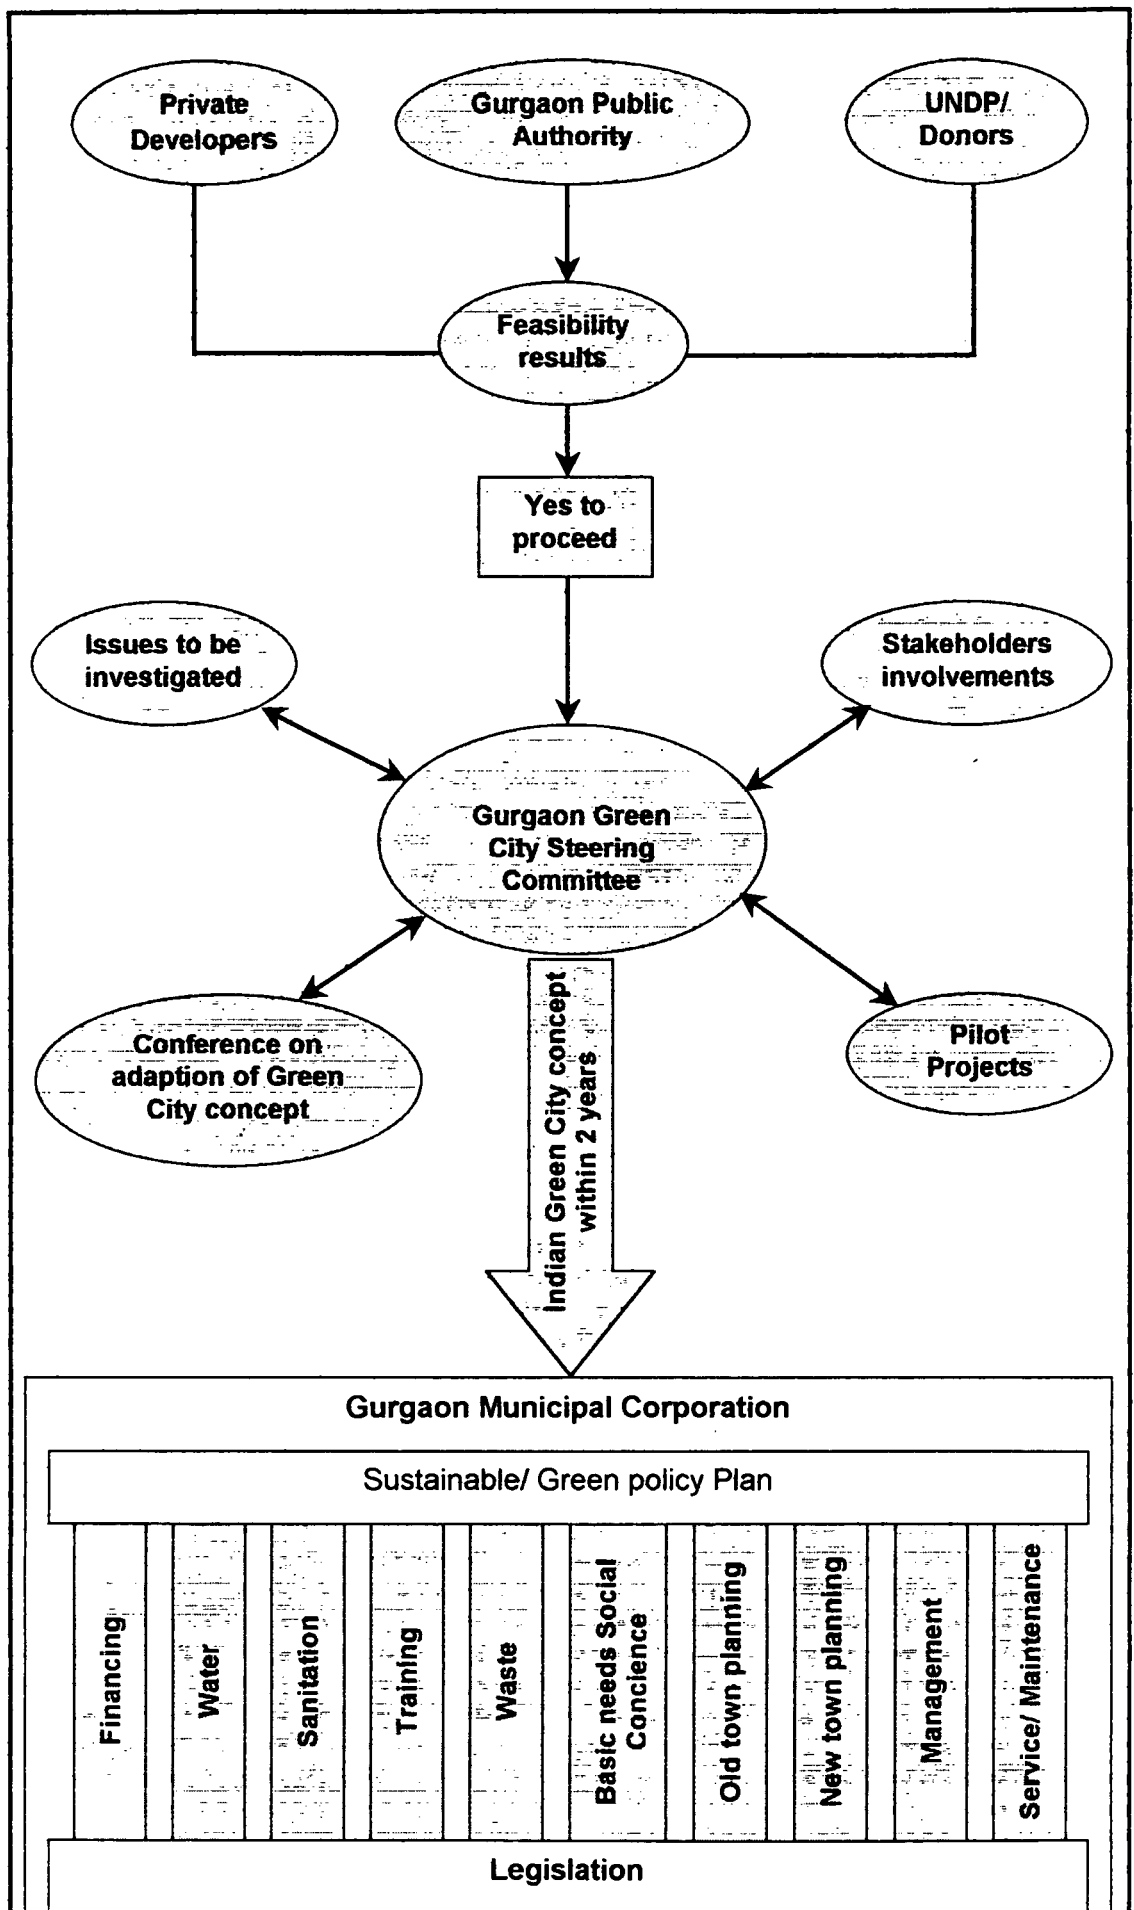 Private
Developers
Gurgaon Public
Authority
UNDP/
Donors
Feasibility
results
Yes to
proceed
Issues to be
investigated
Stakeholders
involvements
Gurgaon Green
City Steering
Committee
Conference on
adaption of Green
City concept
Pilot
Projects
Indian Green City concept
within 2 years
Gurgaon Municipal Corporation
Sustainable/ Green policy Plan
Financing
Water
Sanitation
Training
Waste
Basic needs Social
Concience
Old town planning
New town planning
Management
Service/ Maintenance
Legislation